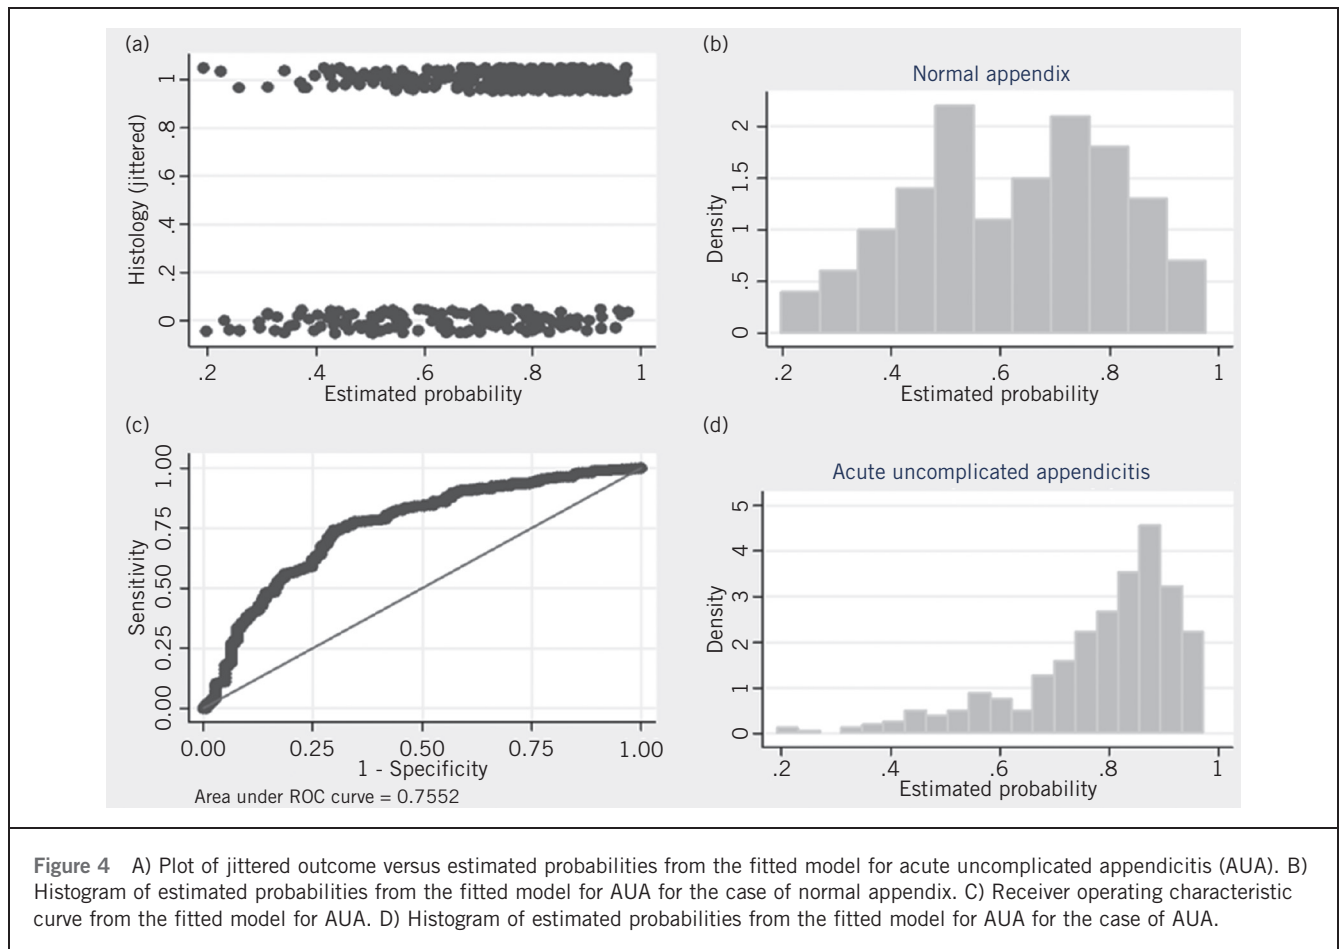 (a)
Histology (jittered)
1
.8
.6
.4
.2
0
.2 .4 .6 .8 1
Estimated probability
(b)
Normal appendix
Density
2
1.5
1
.5
0
.2 .4 .6 .8 1
Estimated probability
(c)
Sensitivity
1.00
0.75
0.50
0.25
0.00
0.00 0.25 0.50 0.75 1.00
1 - Specificity
Area under ROC curve = 0.7552
(d)
Acute uncomplicated appendicitis
Density
5
4
3
2
1
0
.2 .4 .6 .8 1
Estimated probability
Figure 4 A) Plot of jittered outcome versus estimated probabilities from the fitted model for acute uncomplicated appendicitis (AUA). B)
Histogram of estimated probabilities from the fitted model for AUA for the case of normal appendix. C) Receiver operating characteristic
curve from the fitted model for AUA. D) Histogram of estimated probabilities from the fitted model for AUA for the case of AUA.